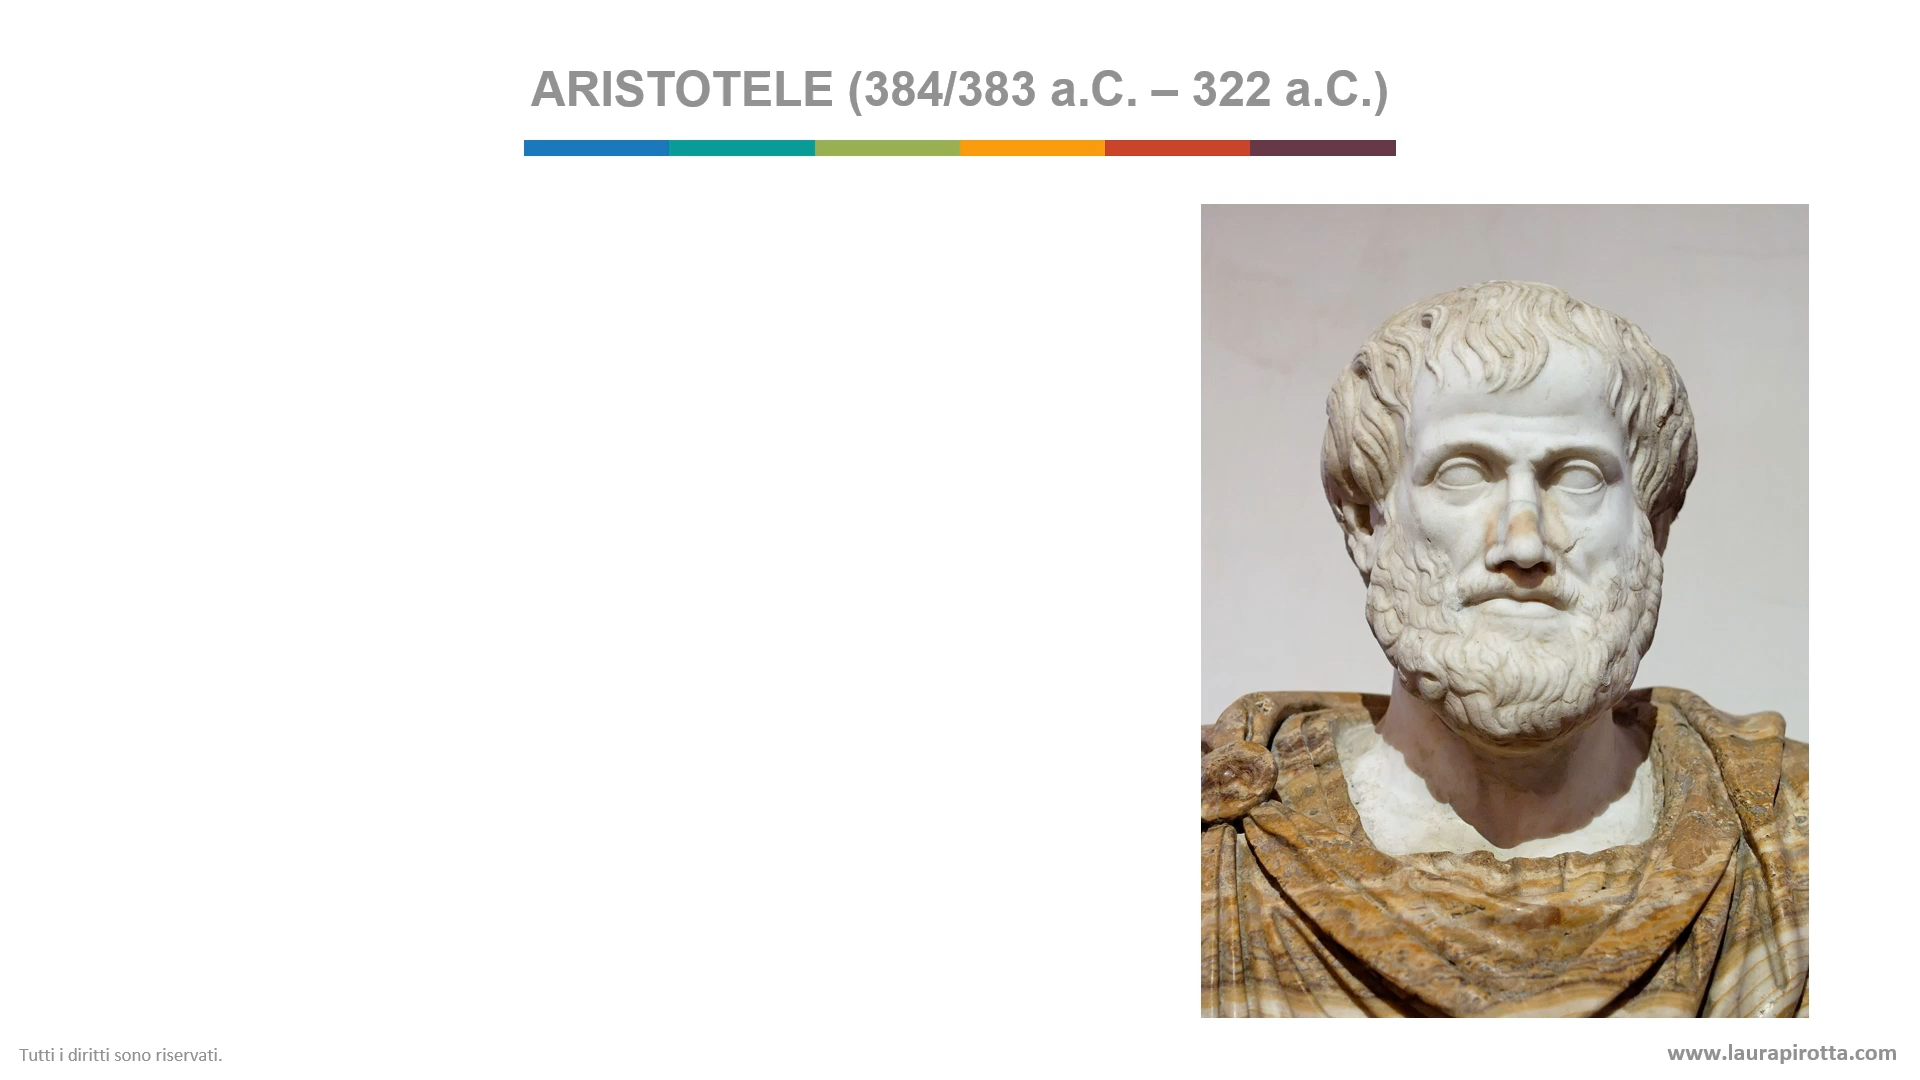 ARISTOTELE (384/383 a.C. – 322 a.C.)
Tutti i diritti sono riservati.
www.laurapirotta.com